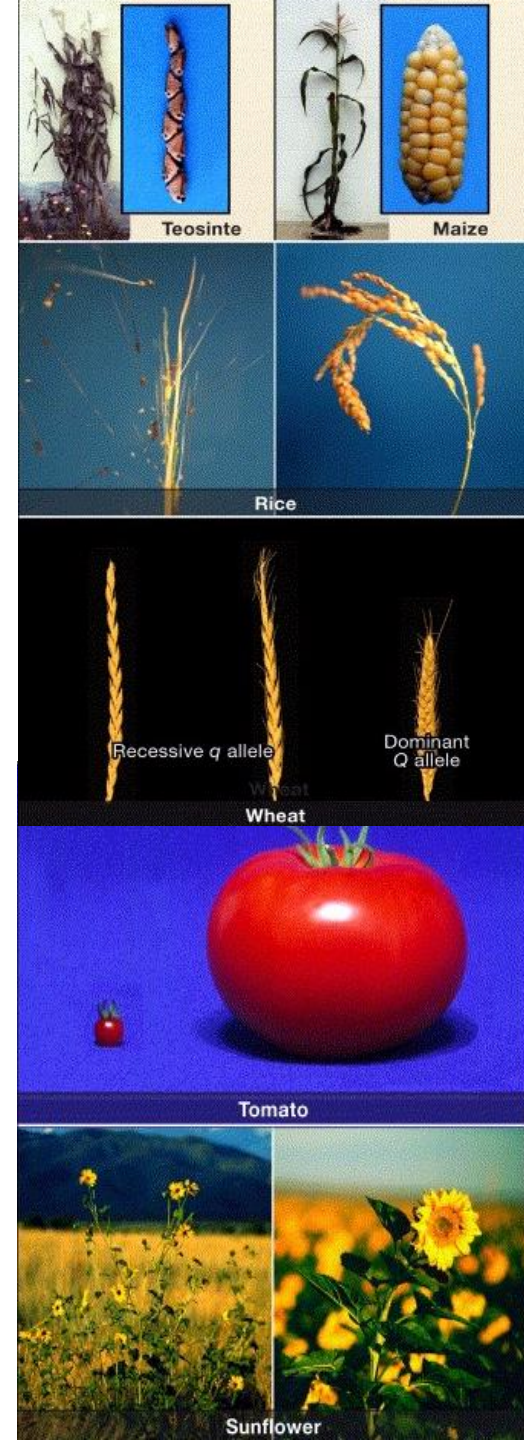 Teosinte
Maize
Rice
Recessive q allele
Dominant
Q allele
Wheat
Wheat
Tomato
Sunflower